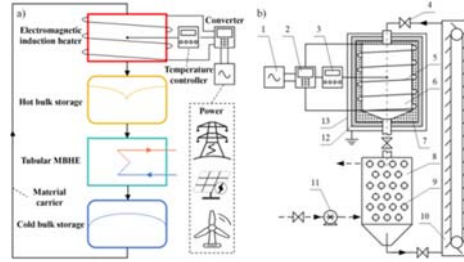 a)
Electromagnetic
induction heater
Converter
Temperature
controller
Hot bulk storage
Power
Tubular MBHE
Material
carrier
Cold bulk storage
b)
1
2
3
4
5
6
7
13
12
8
9
11
10